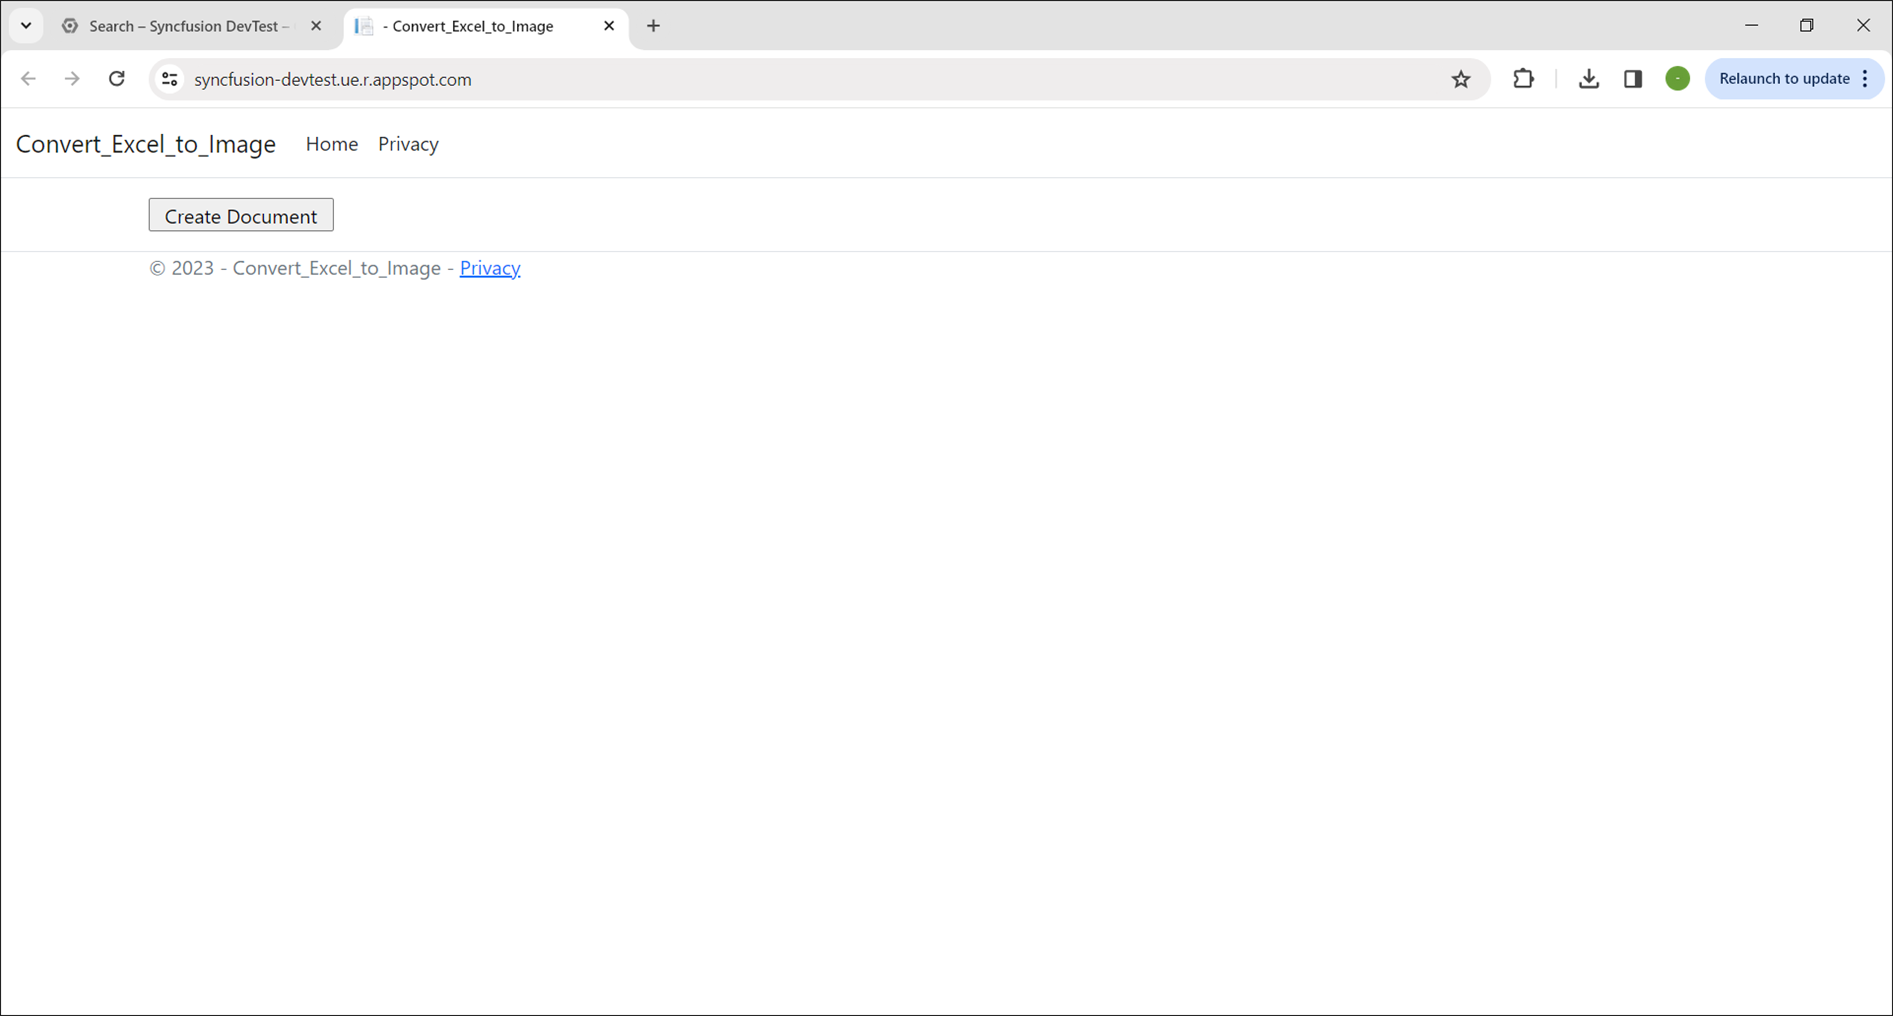 Search – Syncfusion DevTest –
- Convert_Excel_to_Image
syncfusion-devtest.ue.r.appspot.com
Relaunch to update
Convert_Excel_to_Image Home Privacy
Create Document
© 2023 - Convert_Excel_to_Image - Privacy